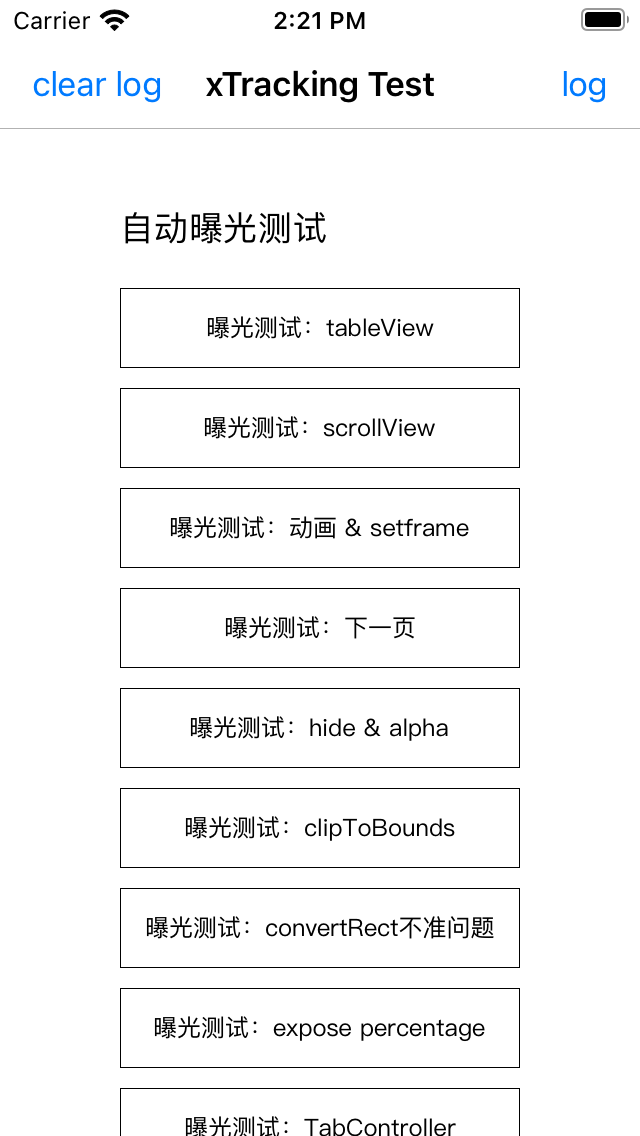 Carrier 2:21 PM
clear log xTracking Test log
自动曝光测试
曝光测试：tableView
曝光测试：scrollView
曝光测试：动画 & setframe
曝光测试：下一页
曝光测试：hide & alpha
曝光测试：clipToBounds
曝光测试：convertRect不准问题
曝光测试：expose percentage
曝光测试：TabController